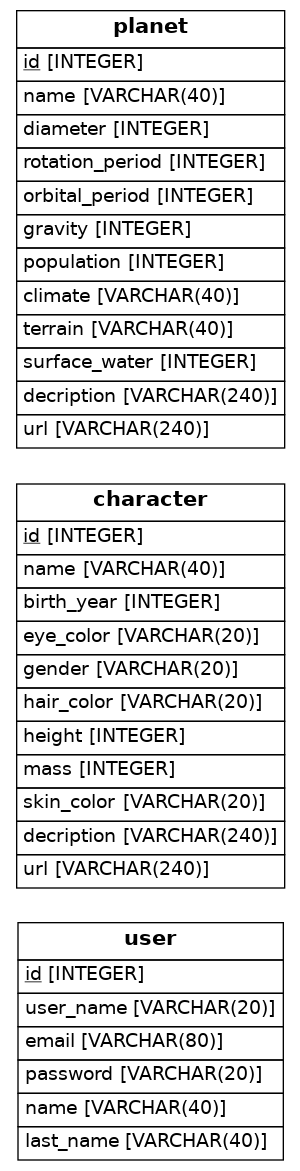 planet
id [INTEGER]
name [VARCHAR(40)]
diameter [INTEGER]
rotation_period [INTEGER]
orbital_period [INTEGER]
gravity [INTEGER]
population [INTEGER]
climate [VARCHAR(40)]
terrain [VARCHAR(40)]
surface_water [INTEGER]
decription [VARCHAR(240)]
url [VARCHAR(240)]
character
id [INTEGER]
name [VARCHAR(40)]
birth_year [INTEGER]
eye_color [VARCHAR(20)]
gender [VARCHAR(20)]
hair_color [VARCHAR(20)]
height [INTEGER]
mass [INTEGER]
skin_color [VARCHAR(20)]
decription [VARCHAR(240)]
url [VARCHAR(240)]
user
id [INTEGER]
user_name [VARCHAR(20)]
email [VARCHAR(80)]
password [VARCHAR(20)]
name [VARCHAR(40)]
last_name [VARCHAR(40)]